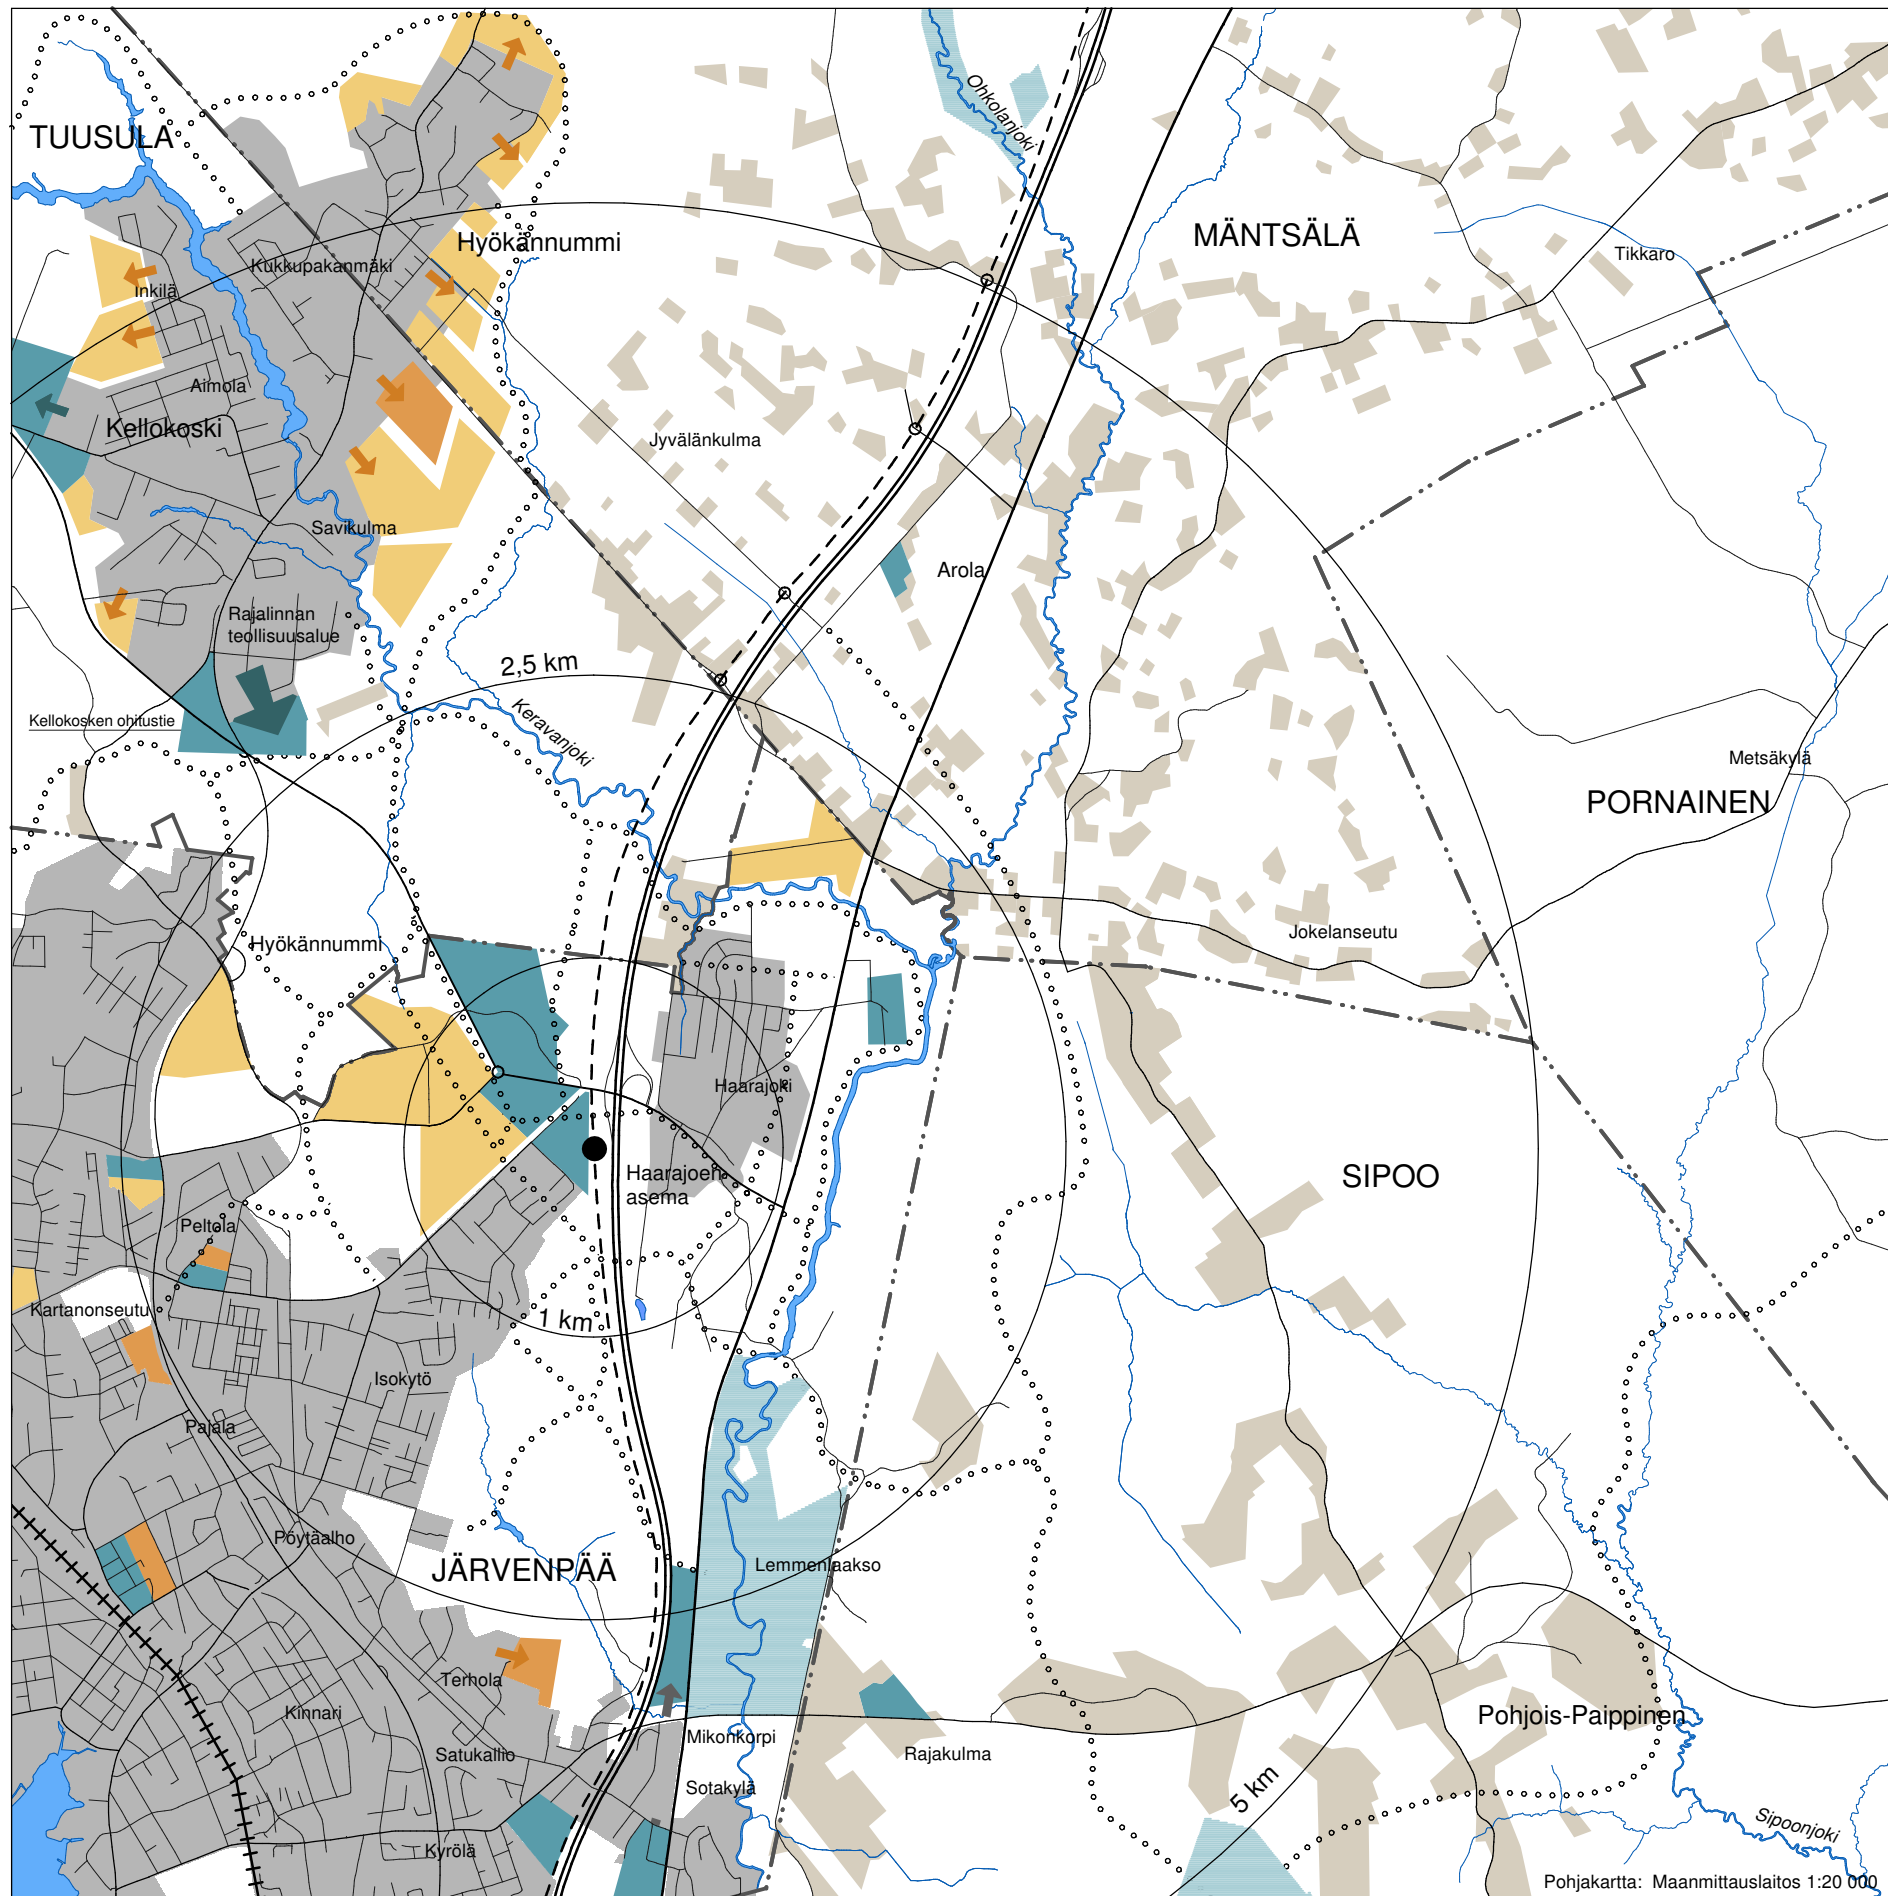 Ohkolanjoki
TUUSULA
MÄNTSÄLÄ
Hyökännummi
Tikkaro
Kukkupakanmäki
Inkilä
Aimola
Kellokoski
Jyvälänkulma
Savikulma
Arola
Rajalinnan
teollisuusalue
2,5 km
Kellokosken ohitustie
Keravanjoki
Metsäkylä
PORNAINEN
Hyökännummi
Jokelanseutu
Haarajoki
Haarajoen
asema
SIPOO
Peltola
Kartanonseutu
1 km
Isokytö
Pajala
Pöytäalho
JÄRVENPÄÄ
Lemmenlaakso
Terhola
Kinnari
Pohjois-Paippinen
Mikonkorpi
Satukallio
Rajakulma
Sotakylä
5 km
Sipoonjoki
Kyrölä
Pohjakartta: Maanmittauslaitos 1:20 000